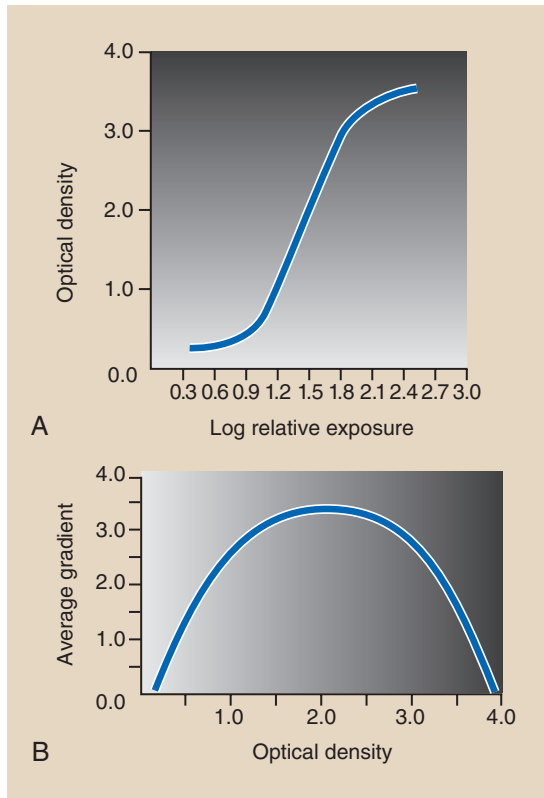 4.0
3.0
2.0
1.0
0.0
Optical density
0.3 0.6 0.9 1.2 1.5 1.8 2.1 2.4 2.7 3.0
A
Log relative exposure
4.0
3.0
2.0
1.0
0.0
Average gradient
1.0 2.0 3.0 4.0
B
Optical density